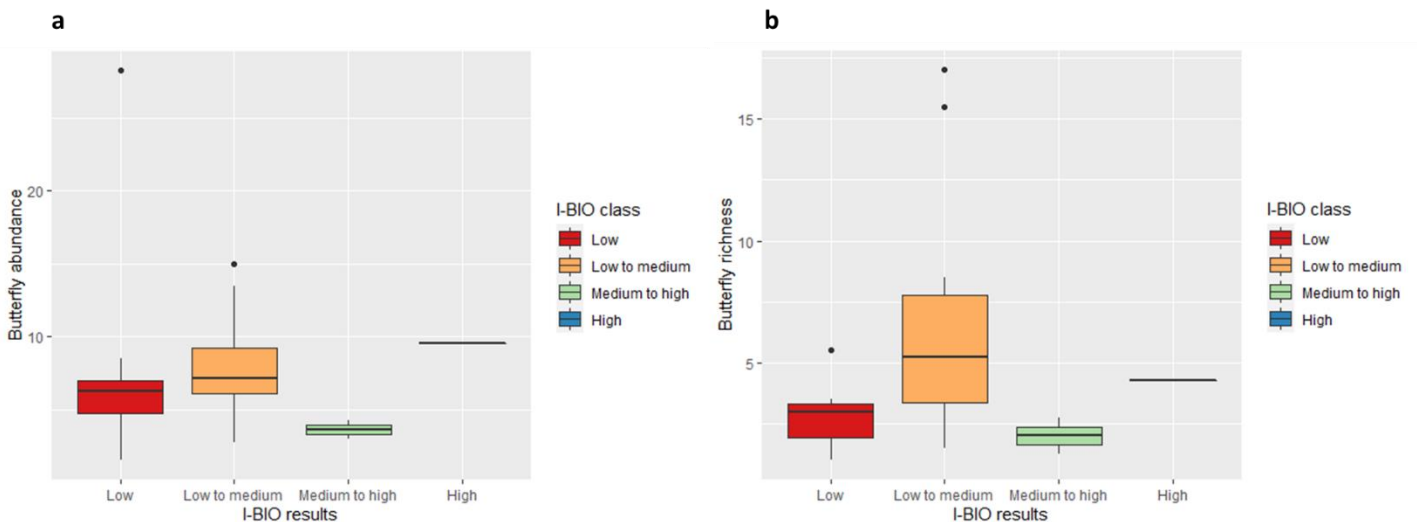 a
Butterfly abundance
20
10
Low
Low to medium
Medium to high
High
I-BIO results
I-BIO class
Low
Low to medium
Medium to high
High
b
Butterfly richness
15
10
5
Low
Low to medium
Medium to high
High
I-BIO results
I-BIO class
Low
Low to medium
Medium to high
High